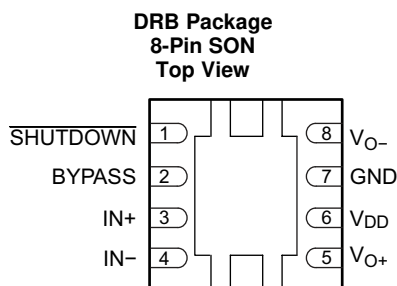 DRB Package
8-Pin SON
Top View
SHUTDOWN 1 8 VO−
BYPASS 2 7 GND
IN+ 3 6 VDD
IN− 4 5 VO+